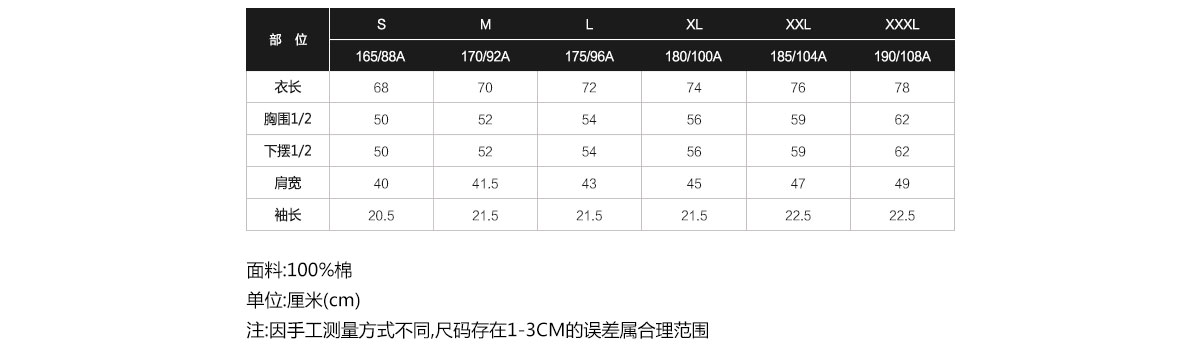 部 位 S M L XL XXL XXXL
165/88A 170/92A 175/96A 180/100A 185/104A 190/108A
衣长 68 70 72 74 76 78
胸围1/2 50 52 54 56 59 62
下摆1/2 50 52 54 56 59 62
肩宽 40 41.5 43 45 47 49
袖长 20.5 21.5 21.5 21.5 22.5 22.5
面料:100%棉
单位:厘米(cm)
注:因手工测量方式不同,尺码存在1-3CM的误差属合理范围